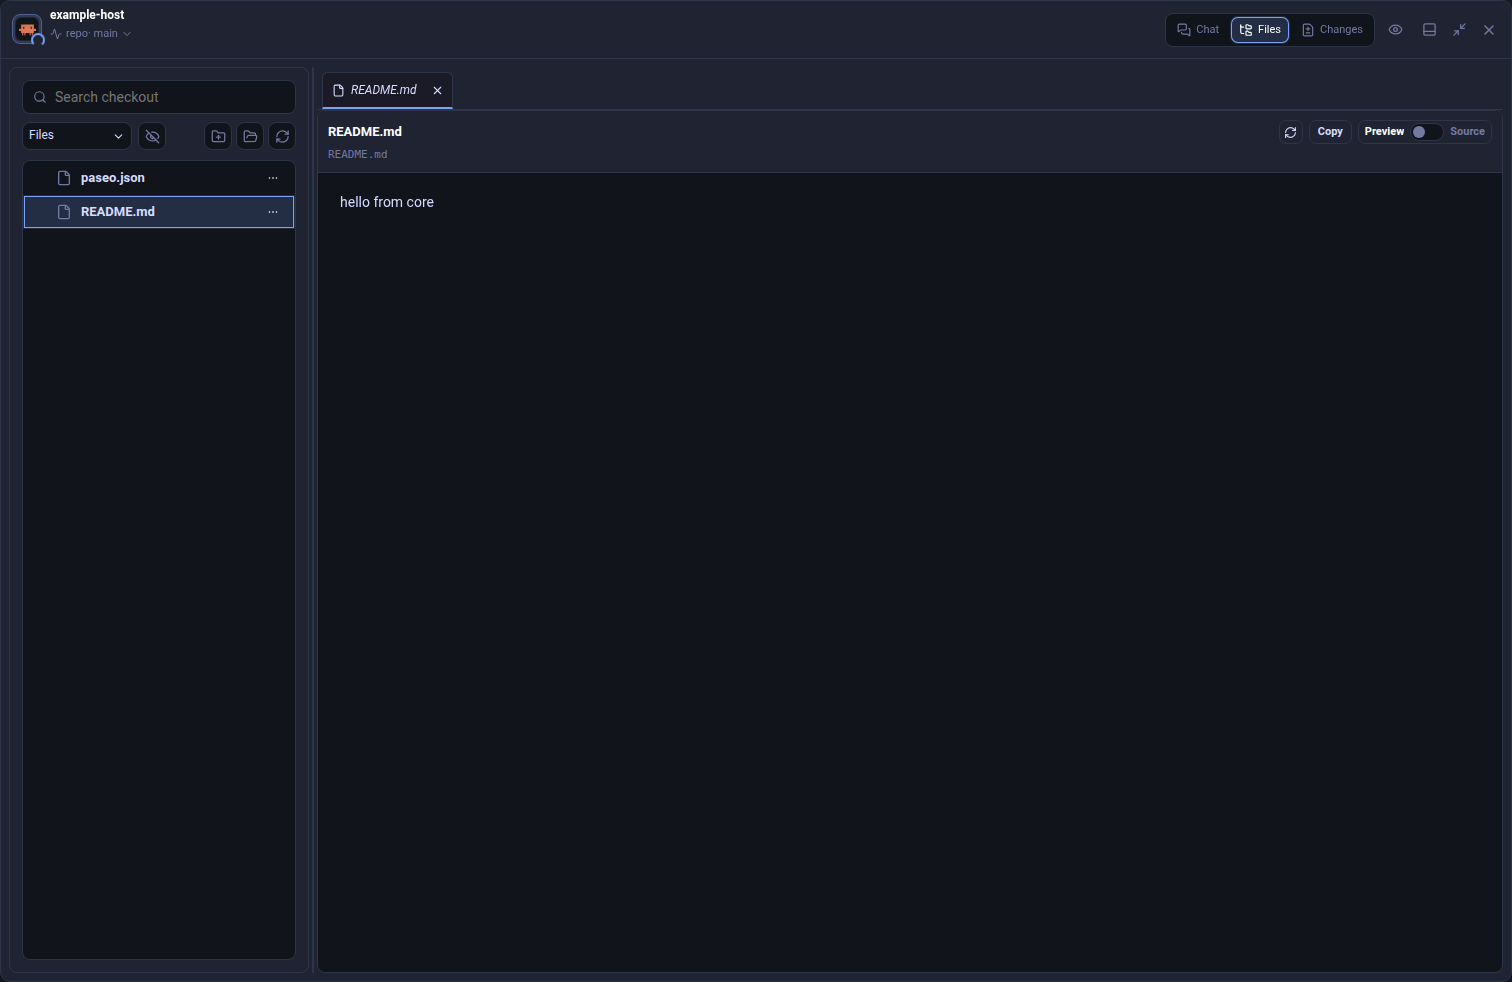 example-host
repo· main
Chat
Files
Changes
Search checkout
Files
paseo.json
README.md
README.md
README.md
README.md
Copy
Preview
Source
hello from core